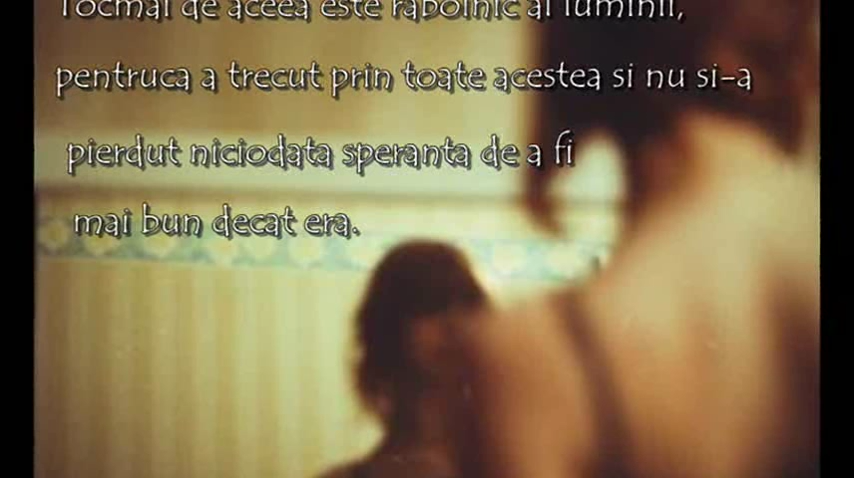 Tocmai de aceea este rabolnic al luminii,
pentruca a trecut prin toate acestea si nu si-a
pierdut niciodata speranta de a fi
mai bun decat era.